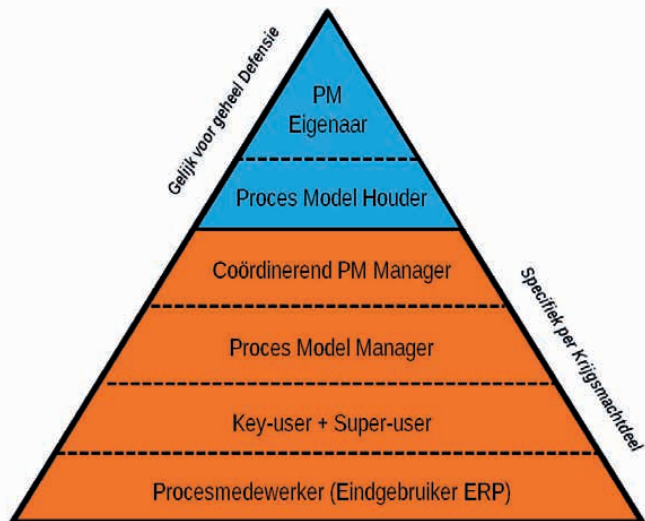 Gelijk voor geheel Defensie
PM
Eigenaar
Proces Model Houder
Coördinerend PM Manager
Specifiek per Krijgsmachtdeel
Proces Model Manager
Key-user + Super-user
Procesmedewerker (Eindgebruiker ERP)